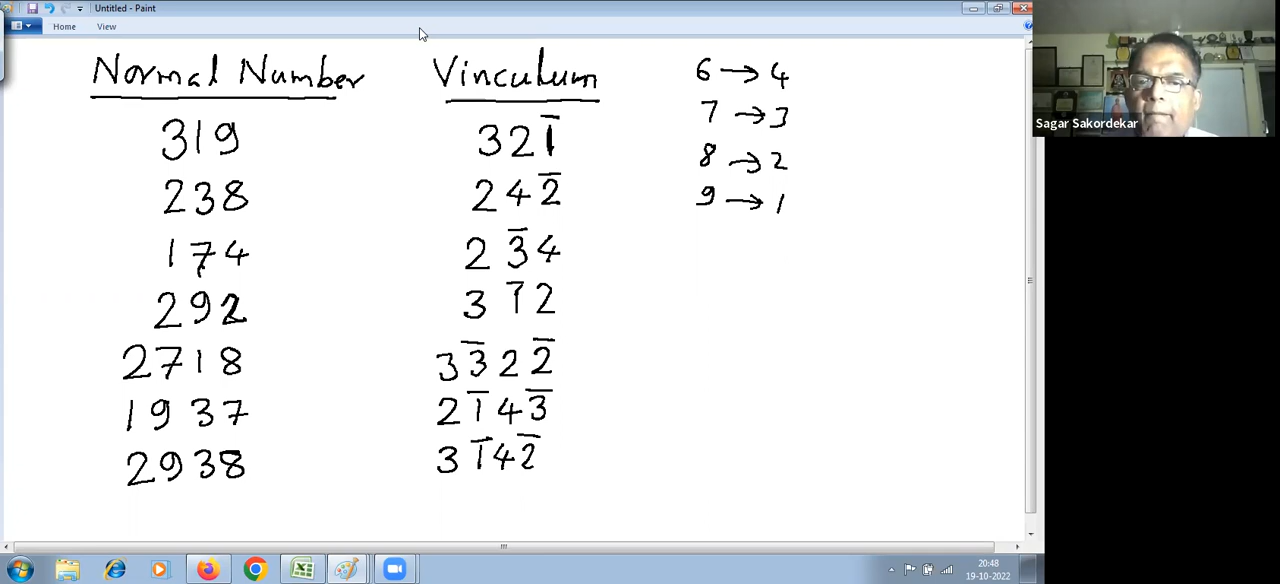 Untitled - Paint
Home View
Normal Number Vinculum 6 → 4
7 → 3
319 321̅ 8 → 2
238 242̅ 9 → 1
174 23̅4
292 31̅2
2718 33̅22̅
1937 21̅43̅
2938 31̅42̅
Sagar Sakordekar
20:48
19-10-2022